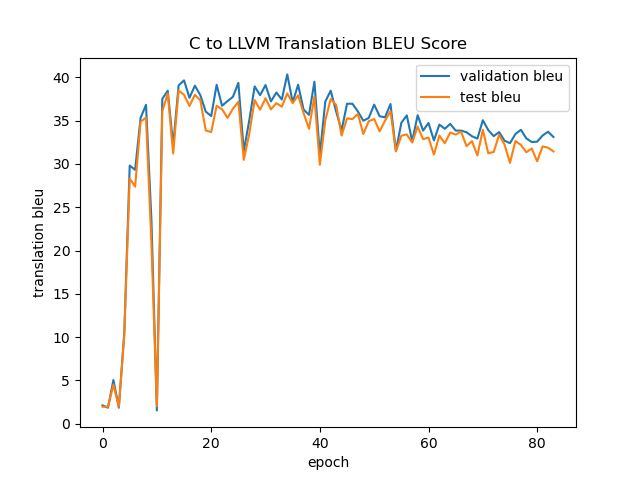 C to LLVM Translation BLEU Score
validation bleu
test bleu
translation bleu
40
35
30
25
20
15
10
5
0
0 20 40 60 80
epoch